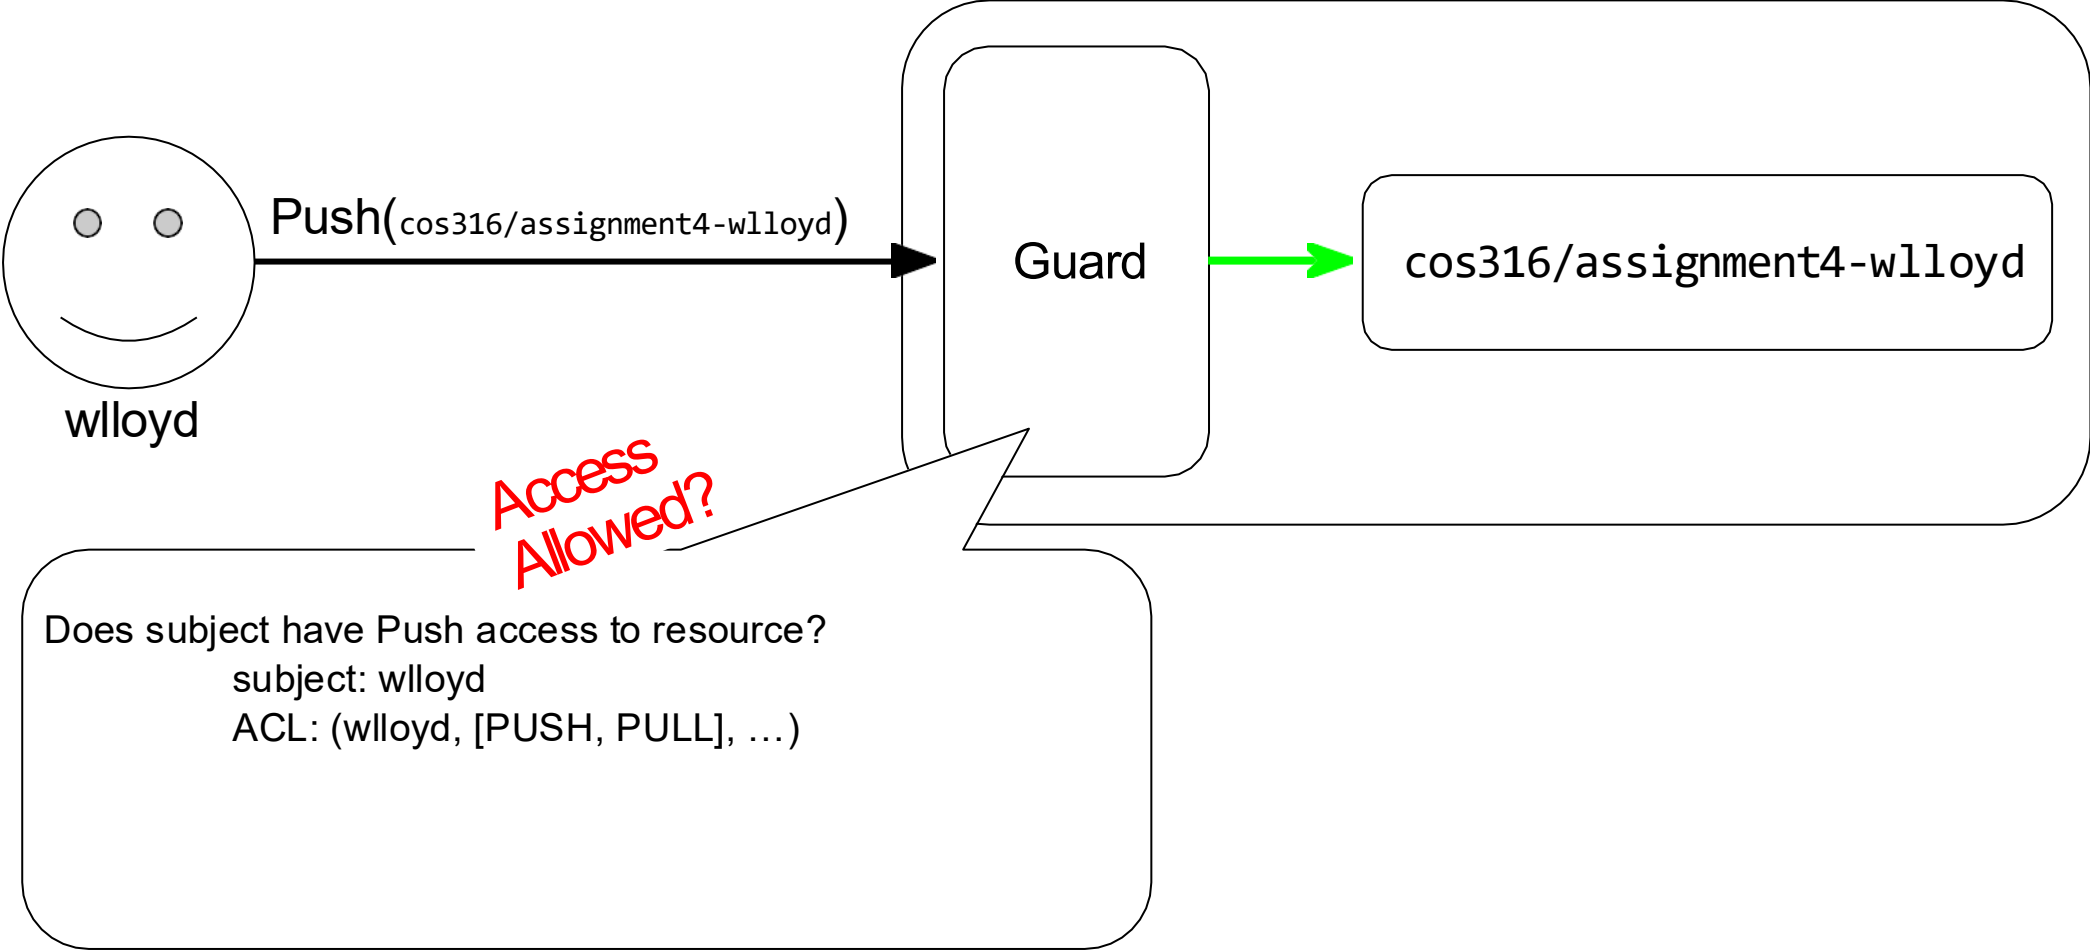 Push(cos316/assignment4-wlloyd)
Guard
cos316/assignment4-wlloyd
wlloyd
Access
Allowed?
Does subject have Push access to resource?
subject: wlloyd
ACL: (wlloyd, [PUSH, PULL], …)